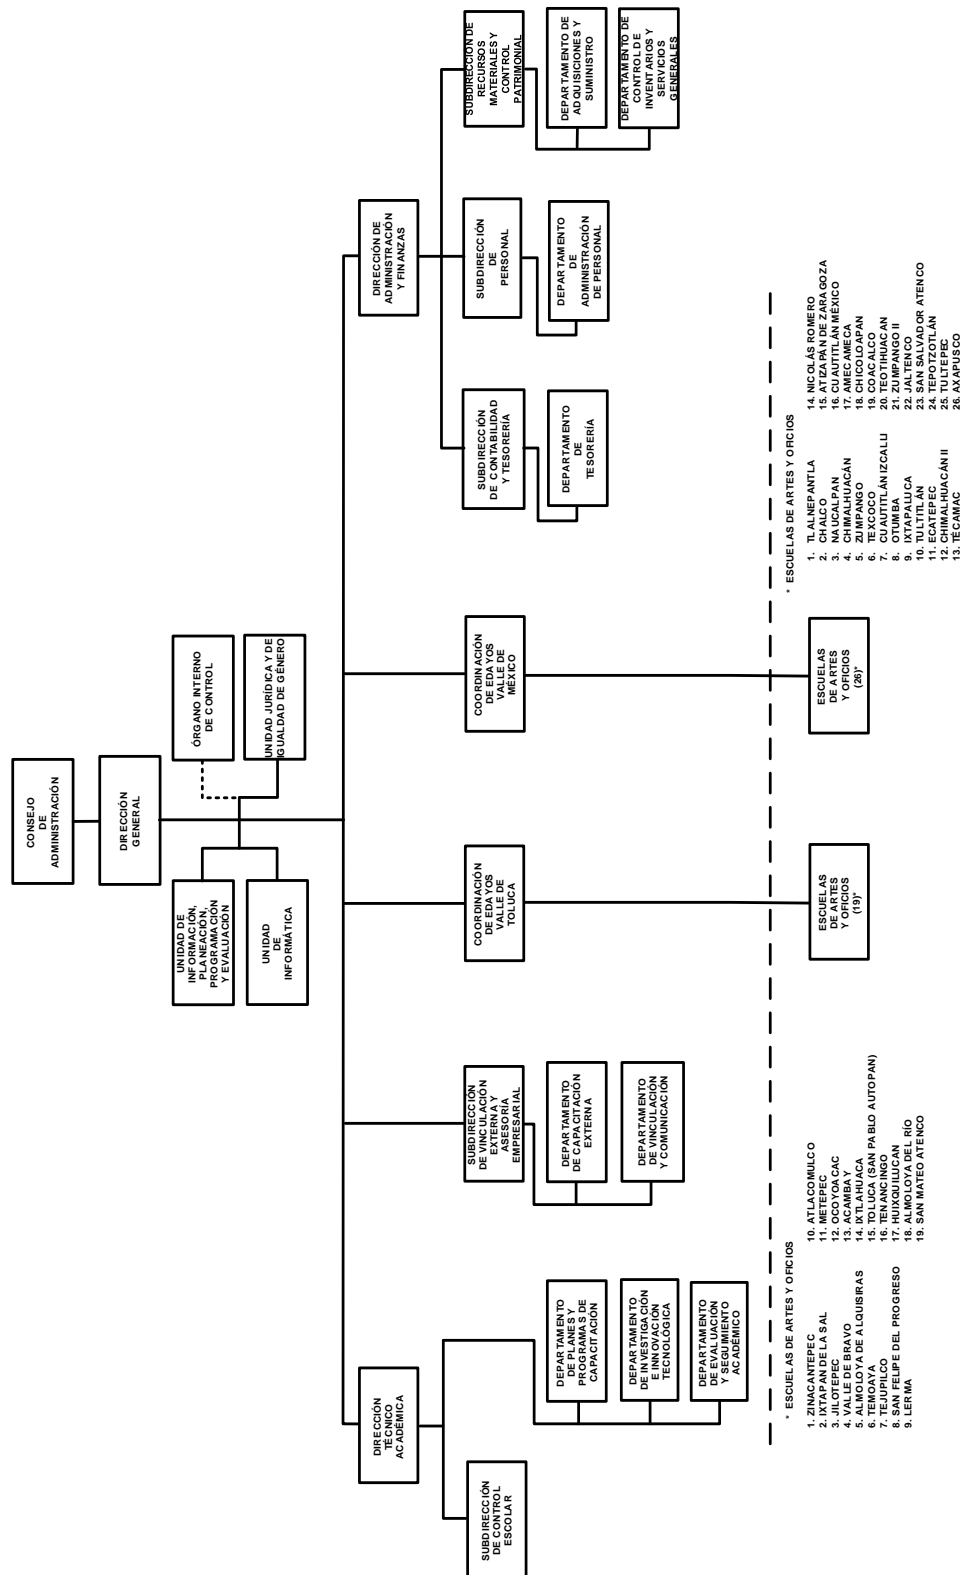 CONSEJO
DE
ADMINISTRACIÓN
DIRECCIÓN
GENERAL
UNIDAD DE
INFORMACIÓN,
PLANEACIÓN,
PROGRAMACIÓN
Y EVALUACIÓN
ÓRGANO INTERNO
DE CONTROL
UNIDAD
DE
INFORMÁTICA
UNIDAD JURÍDICA Y DE
IGUALDAD DE GÉNERO
DIRECCIÓN
TÉCNICO
ACADÉMICA
DIRECCIÓN DE
ADMINISTRACIÓN
Y FINANZAS
SUBDIRECCIÓN
DE CONTROL
ESCOLAR
SUBDIRECCIÓN
DE VINCULACIÓN
EXTERNA Y
ASESORÍA
EMPRESARIAL
COORDINACIÓN
DE EDAYOS
VALLE DE
TOLUCA
COORDINACIÓN
DE EDAYOS
VALLE DE
MÉXICO
SUBDIRECCIÓN
DE CONTABILIDAD
Y TESORERÍA
SUBDIRECCIÓN
DE
PERSONAL
SUBDIRECCIÓN DE
RECURSOS
MATERIALES Y
CONTROL
PATRIMONIAL
DEPARTAMENTO
DE PLANES Y
PROGRAMAS DE
CAPACITACIÓN
DEPARTAMENTO
DE CAPACITACIÓN
EXTERNA
DEPARTAMENTO
DE
TESORERÍA
DEPARTAMENTO
DE
ADMINISTRACIÓN
DE PERSONAL
DEPARTAMENTO DE
ADQUISICIONES Y
SUMINISTRO
DEPARTAMENTO
DE INVESTIGACIÓN
E INNOVACIÓN
TECNOLÓGICA
DEPARTAMENTO
DE VINCULACIÓN
Y COMUNICACIÓN
DEPARTAMENTO DE
CONTROL DE
INVENTARIOS Y
SERVICIOS
GENERALES
DEPARTAMENTO
DE EVALUACIÓN
Y SEGUIMIENTO
ACADÉMICO
* ESCUELAS DE ARTES Y OFICIOS
1. ZINACANTEPEC
2. IXTAPAN DE LA SAL
3. JILOTEPEC
4. VALLE DE BRAVO
5. ALMOLOYA DE ALQUISIRAS
6. TEMOAYA
7. TEJUPILCO
8. SAN FELIPE DEL PROGRESO
9. LERMA
10. ATLACOMULCO
11. METEPEC
12. OCOYOACAC
13. ACAMBAY
14. IXTLAHUACA
15. TOLUCA (SAN PABLO AUTOPAN)
16. TENANCINGO
17. HUIXQUILUCAN
18. ALMOLOYA DEL RÍO
19. SAN MATEO ATENCO
ESCUELAS
DE ARTES
Y OFICIOS
(19)*
ESCUELAS
DE ARTES
Y OFICIOS
(26)*
* ESCUELAS DE ARTES Y OFICIOS
1. TLALNEPANTLA
2. CHALCO
3. NAUCALPAN
4. CHIMALHUACÁN
5. ZUMPANGO
6. TEXCOCO
7. CUAUTITLÁN IZCALLI
8. OTUMBA
9. IXTAPALUCA
10. TULTITLÁN
11. ECATEPEC
12. CHIMALHUACÁN II
13. TECAMAC
14. NICOLÁS ROMERO
15. ATIZAPÁN DE ZARAGOZA
16. CUAUTITLÁN MÉXICO
17. AMECAMECA
18. CHICOLOAPAN
19. COACALCO
20. TEOTIHUACAN
21. ZUMPANGO II
22. JALTENCO
23. SAN SALVADOR ATENCO
24. TEPOTZOTLÁN
25. TULTEPEC
26. AXAPUSCO